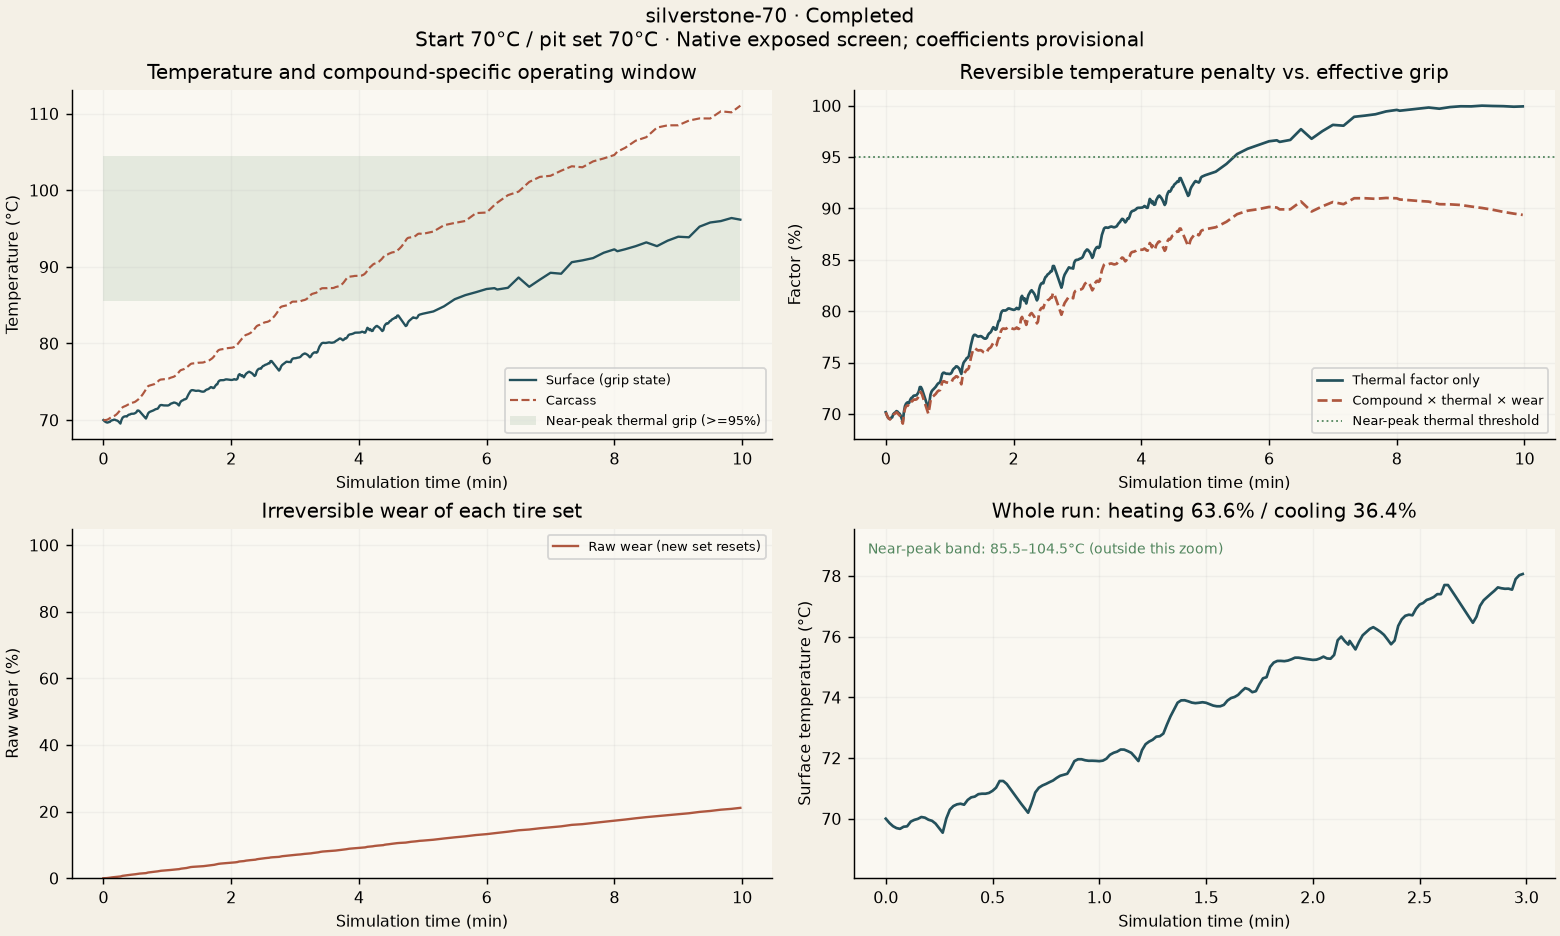 silverstone-70 · Completed
Start 70°C / pit set 70°C · Native exposed screen; coefficients provisional
Temperature and compound-specific operating window
Temperature (°C)
110
100
90
80
70
Surface (grip state)
Carcass
Near-peak thermal grip (>=95%)
0 2 4 6 8 10
Simulation time (min)
Reversible temperature penalty vs. effective grip
Factor (%)
100
95
90
85
80
75
70
Thermal factor only
Compound × thermal × wear
Near-peak thermal threshold
0 2 4 6 8 10
Simulation time (min)
Irreversible wear of each tire set
Raw wear (%)
100
80
60
40
20
0
Raw wear (new set resets)
0 2 4 6 8 10
Simulation time (min)
Whole run: heating 63.6% / cooling 36.4%
Near-peak band: 85.5–104.5°C (outside this zoom)
Surface temperature (°C)
78
76
74
72
70
0.0 0.5 1.0 1.5 2.0 2.5 3.0
Simulation time (min)